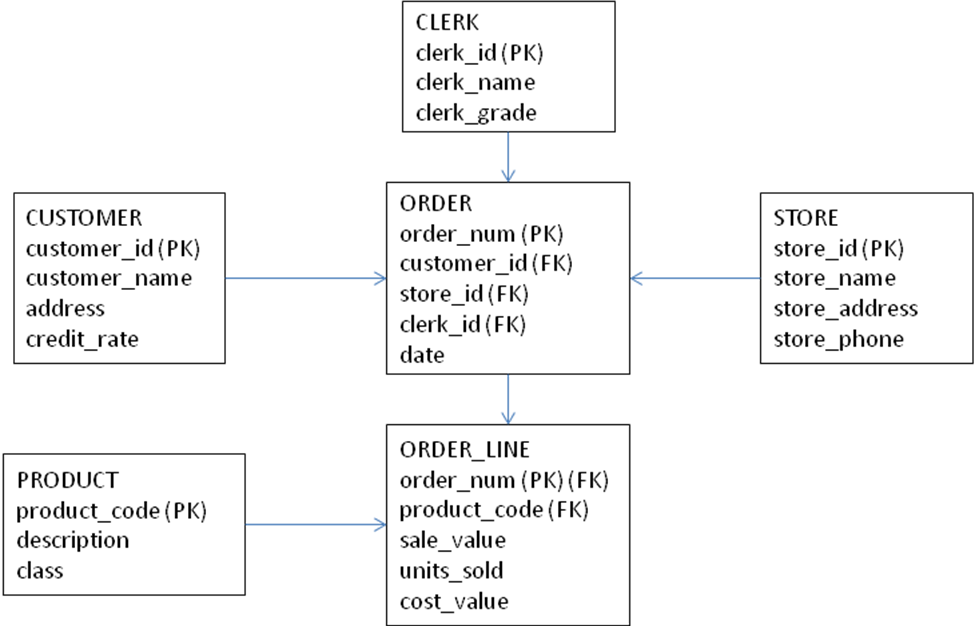 CLERK
clerk_id (PK)
clerk_name
clerk_grade
CUSTOMER
customer_id (PK)
customer_name
address
credit_rate
ORDER
order_num (PK)
customer_id (FK)
store_id (FK)
clerk_id (FK)
date
STORE
store_id (PK)
store_name
store_address
store_phone
PRODUCT
product_code (PK)
description
class
ORDER_LINE
order_num (PK) (FK)
product_code (FK)
sale_value
units_sold
cost_value